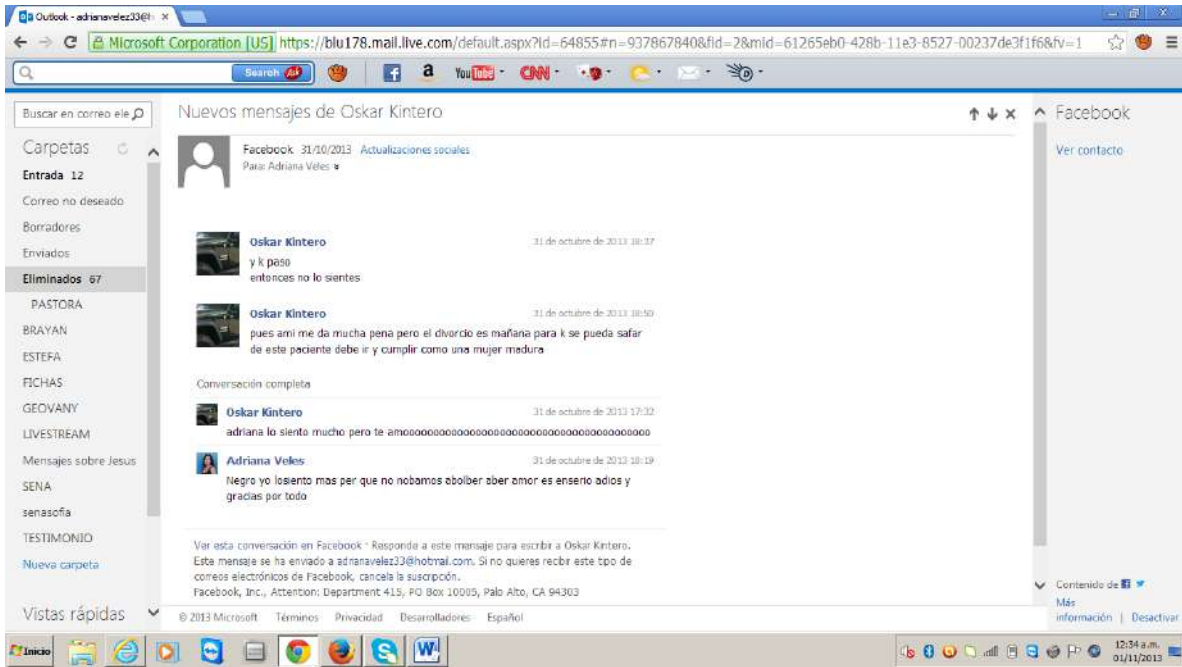 Outlook - adrianavelez33@h
Microsoft Corporation [US] https://blu178.mail.live.com/default.aspx?id=64855#n=937867840&fid=2&mid=61265eb0-428b-11e3-8527-00237de3f1f6&fv=1
Search
a YouTube CNN
Buscar en correo ele
Carpetas
Entrada 12
Correo no deseado
Borradores
Enviados
Eliminados 67
PASTORA
BRAYAN
ESTEFA
FICHAS
GEOVANY
LIVESTREAM
Mensajes sobre Jesus
SENA
senasofia
TESTIMONIO
Nueva carpeta
Vistas rápidas
Nuevos mensajes de Oskar Kintero
Facebook 31/10/2013 Actualizaciones sociales
Para: Adriana Veles
Oskar Kintero 31 de octubre de 2013 18:37
y k paso
entonces no lo sientes
Oskar Kintero 31 de octubre de 2013 18:50
pues ami me da mucha pena pero el divorcio es mañana para k se pueda safar
de este paciente debe ir y cumplir como una mujer madura
Conversación completa
Oskar Kintero 31 de octubre de 2013 17:32
adriana lo siento mucho pero te amooooooooooooooooooooooooooooooooooooooooo
Adriana Veles 31 de octubre de 2013 18:19
Negro yo losiento mas per que no nobamos abolber aber amor es enserio adios y
gracias por todo
Ver esta conversación en Facebook · Responde a este mensaje para escribir a Oskar Kintero.
Este mensaje se ha enviado a adrianavelez33@hotmail.com. Si no quieres recibir este tipo de
correos electrónicos de Facebook, cancela la suscripción.
Facebook, Inc., Attention: Department 415, PO Box 10005, Palo Alto, CA 94303
© 2013 Microsoft Términos Privacidad Desarrolladores Español
Facebook
Ver contacto
Contenido de
Más
información | Desactivar
Inicio
12:34 a.m.
01/11/2013